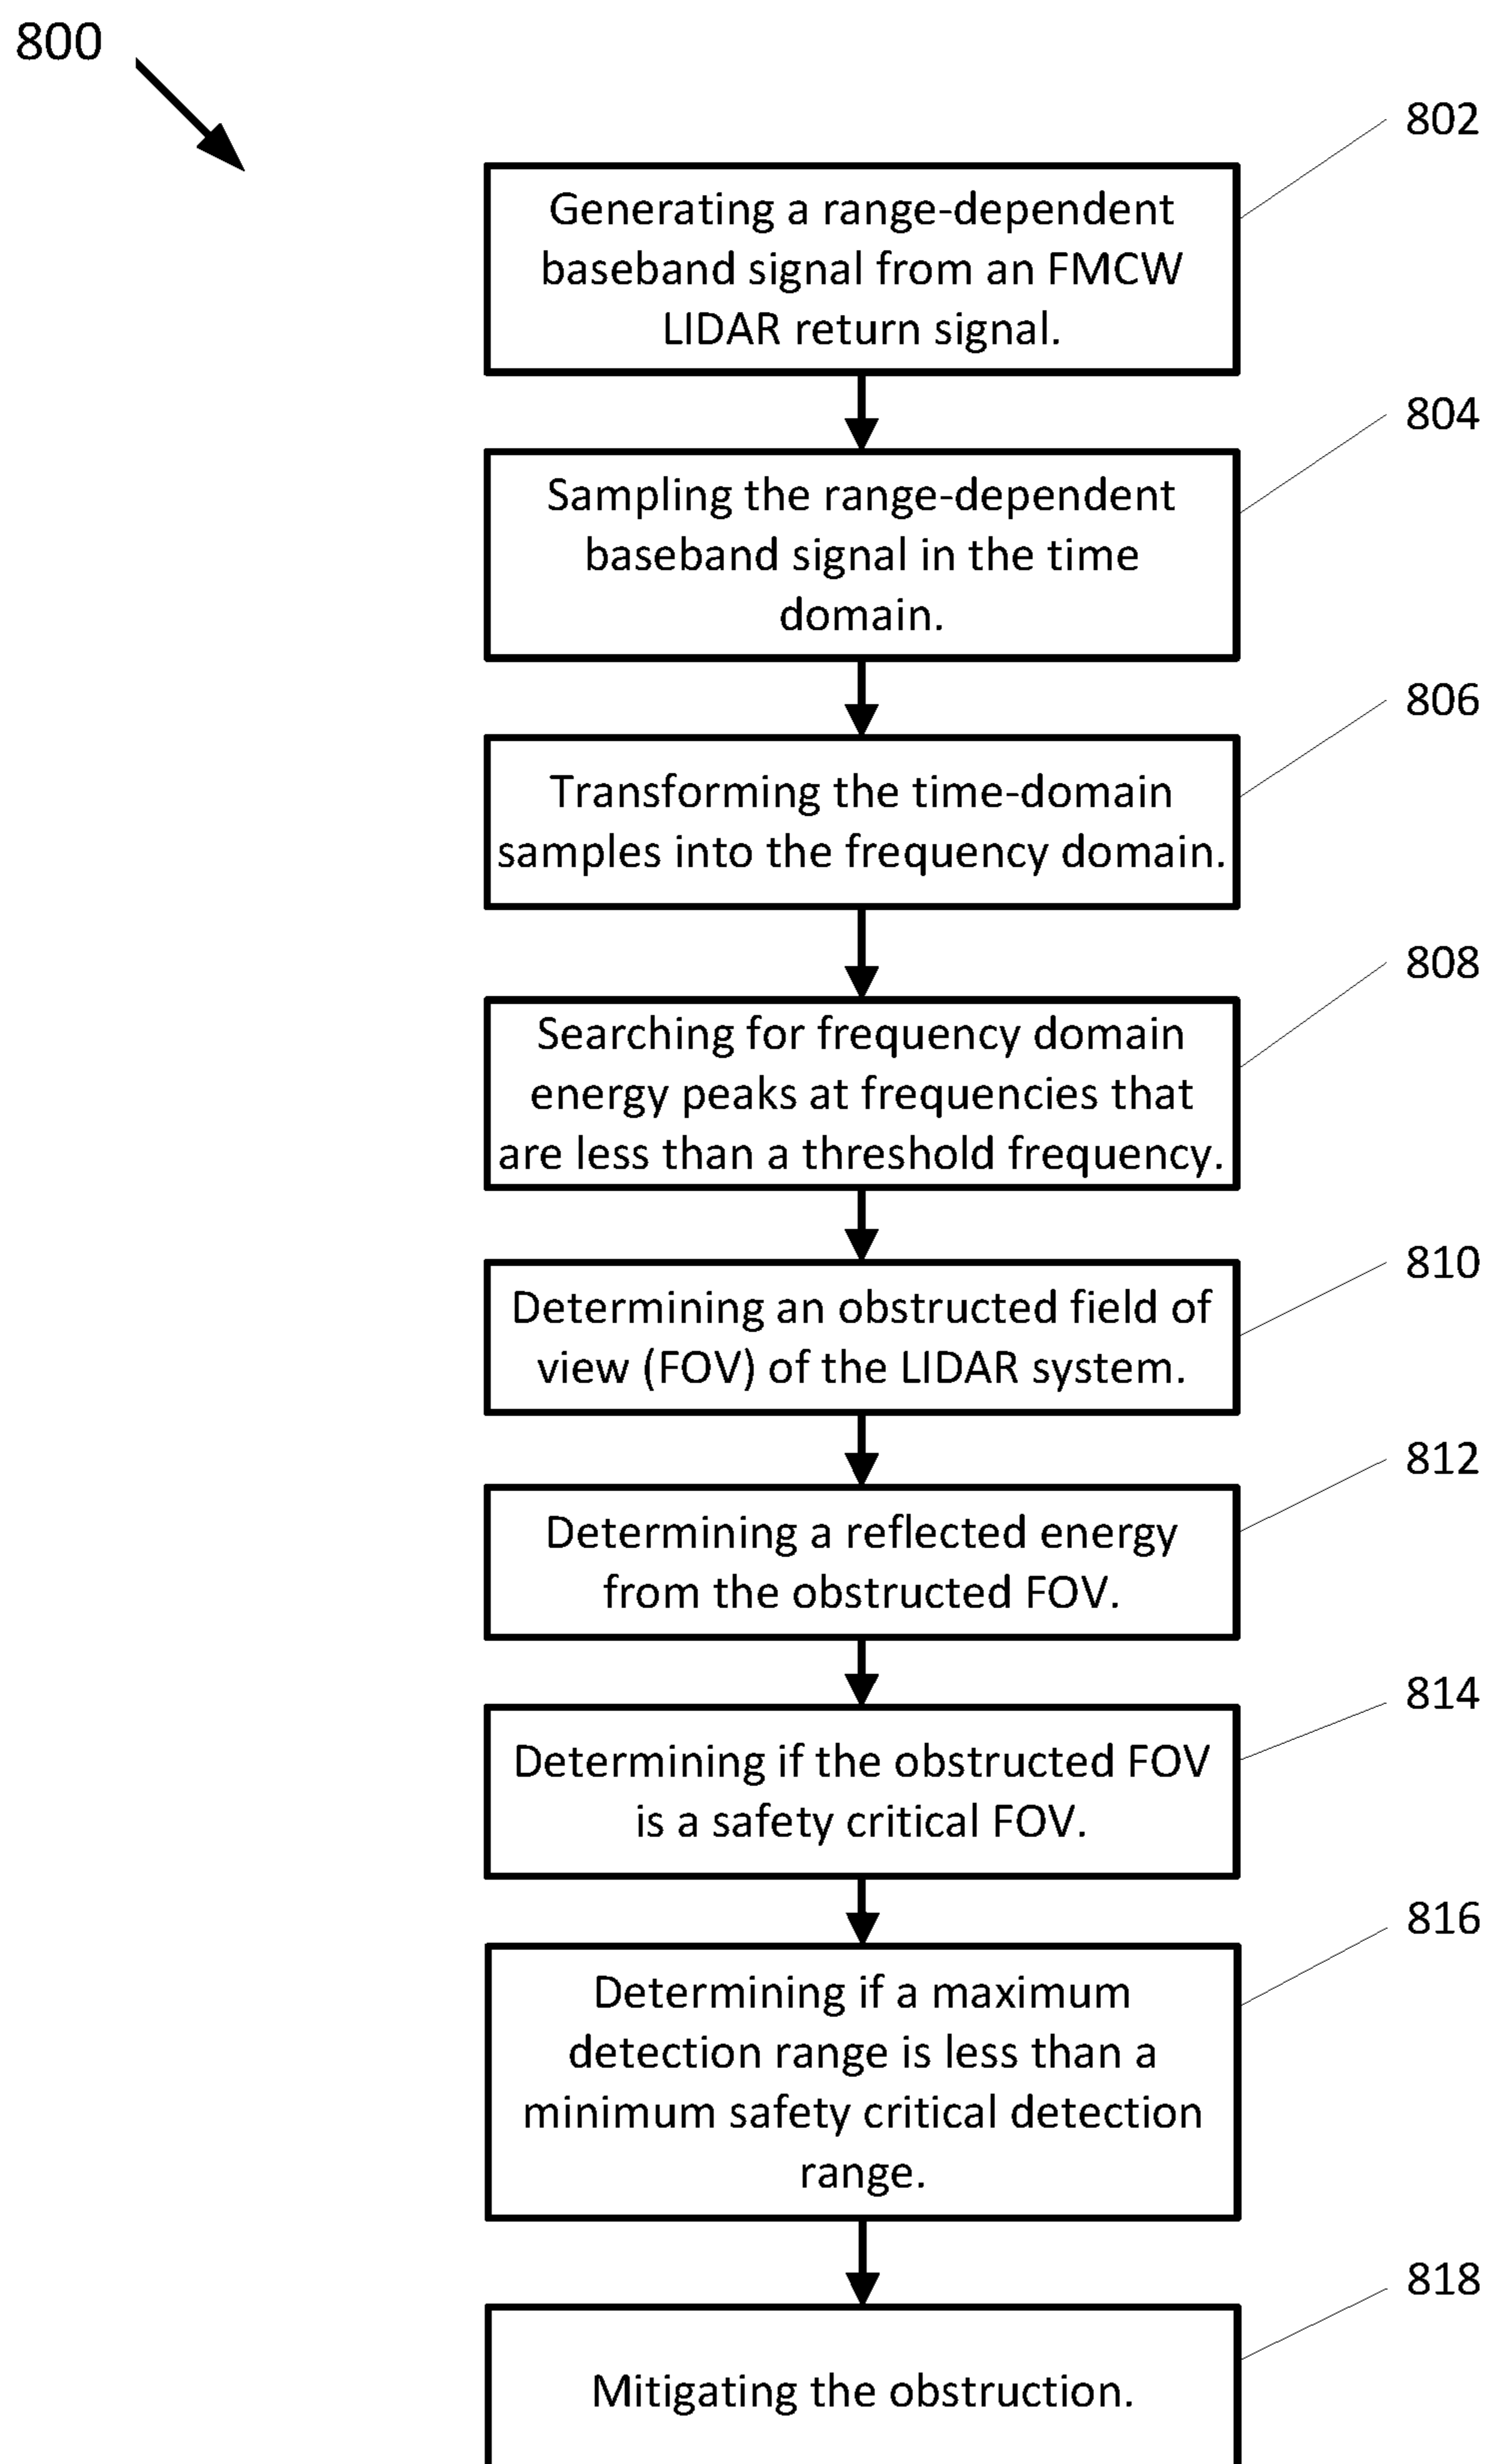 800
802
Generating a range-dependent
baseband signal from an FMCW
LIDAR return signal.
804
Sampling the range-dependent
baseband signal in the time
domain.
806
Transforming the time-domain
samples into the frequency domain.
808
Searching for frequency domain
energy peaks at frequencies that
are less than a threshold frequency.
810
Determining an obstructed field of
view (FOV) of the LIDAR system.
812
Determining a reflected energy
from the obstructed FOV.
814
Determining if the obstructed FOV
is a safety critical FOV.
816
Determining if a maximum
detection range is less than a
minimum safety critical detection
range.
818
Mitigating the obstruction.